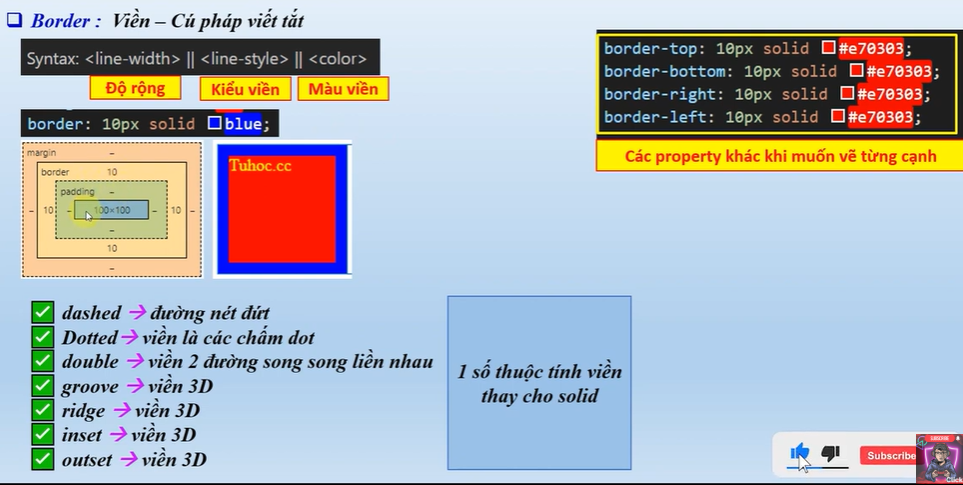 Border : Viền – Cú pháp viết tắt
Syntax: <line-width> || <line-style> || <color>
Độ rộng
Kiểu viền
Màu viền
border: 10px solid blue;
border-top: 10px solid #e70303;
border-bottom: 10px solid #e70303;
border-right: 10px solid #e70303;
border-left: 10px solid #e70303;
Các property khác khi muốn vẽ từng cạnh
margin –
border 10
padding –
– 10 – 100×100 – 10 –
–
10
–
Tuhoc.cc
dashed → đường nét đứt
Dotted → viền là các chấm dot
double → viền 2 đường song song liền nhau
groove → viền 3D
ridge → viền 3D
inset → viền 3D
outset → viền 3D
1 số thuộc tính viền
thay cho solid
Subscribe
SUBSCRIBE
Click